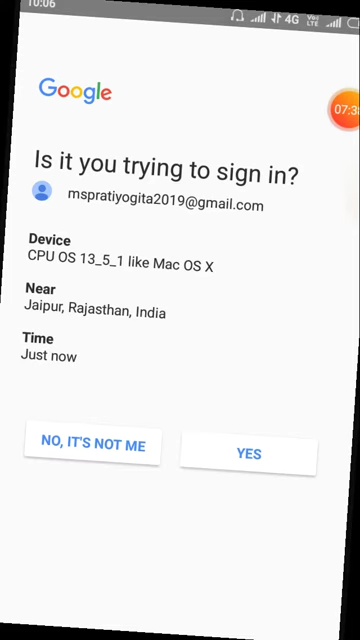 10:06
4G
VoLTE
Google
07:3
Is it you trying to sign in?
mspratiyogita2019@gmail.com
Device
CPU OS 13_5_1 like Mac OS X
Near
Jaipur, Rajasthan, India
Time
Just now
NO, IT'S NOT ME
YES